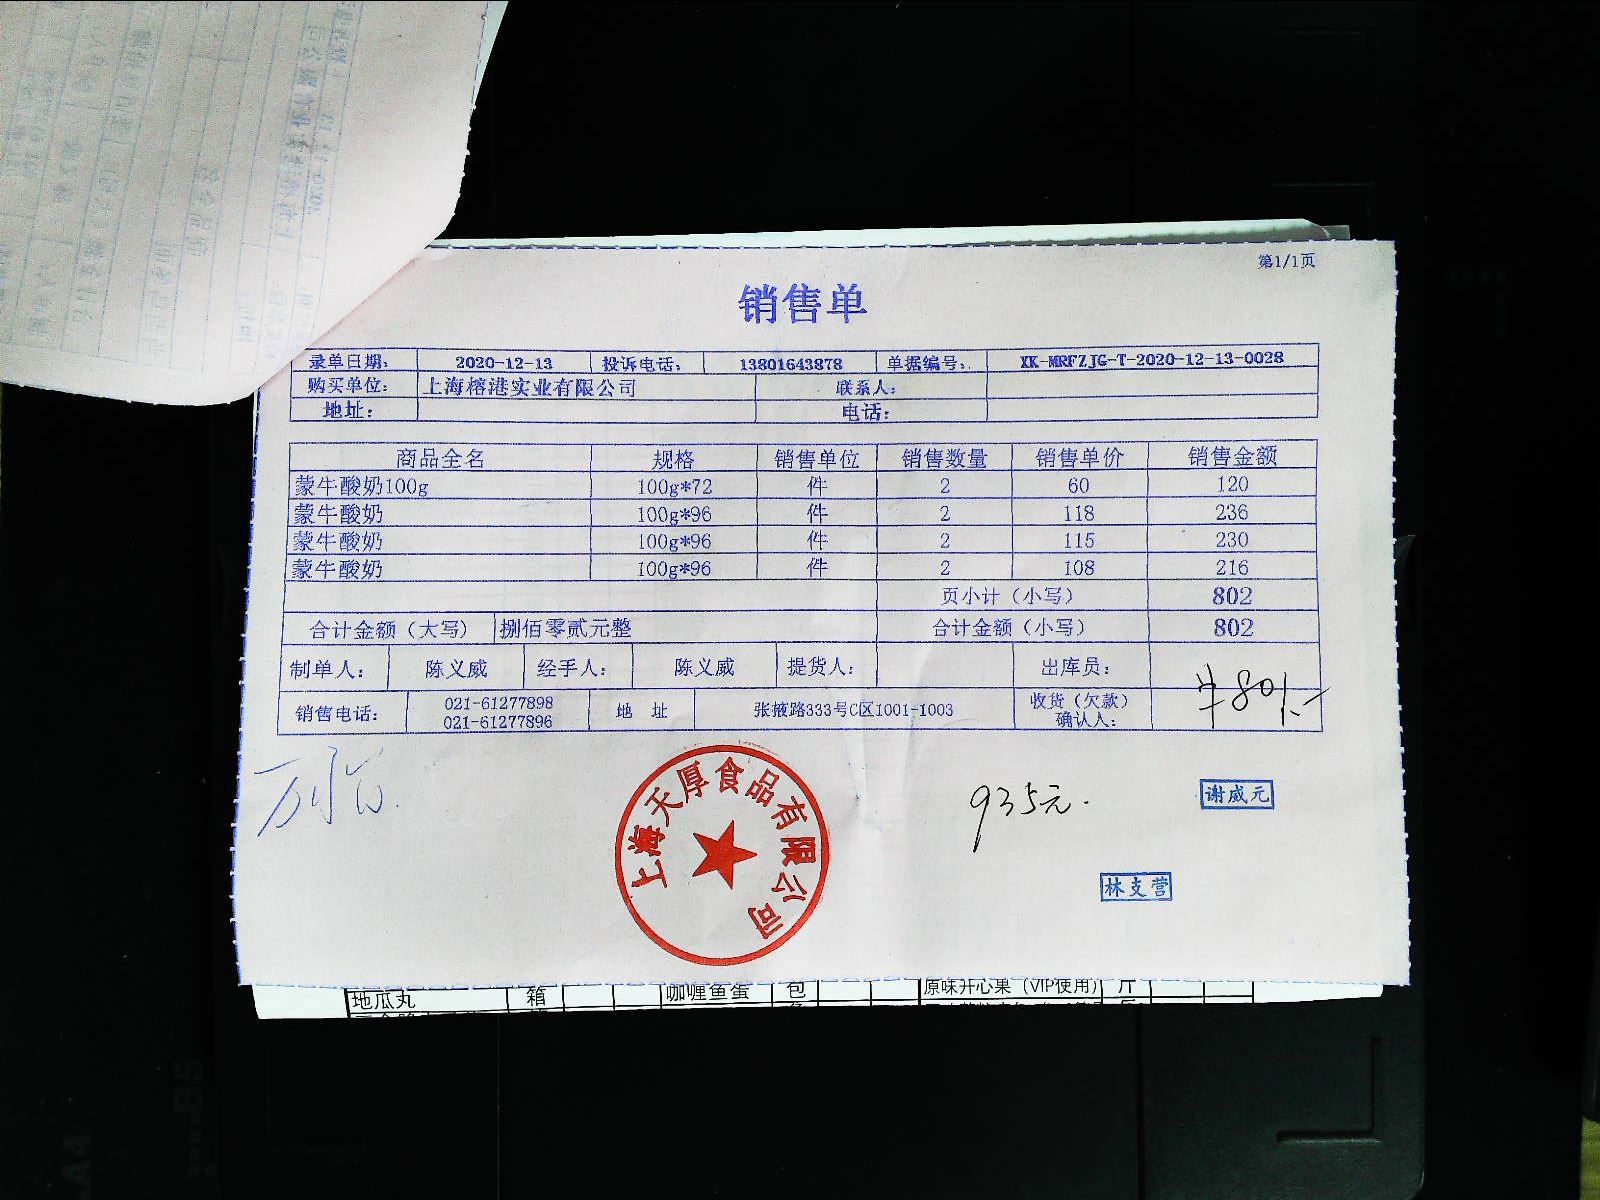 第1/1页
销售单
录单日期: 2020-12-13 投诉电话: 13801643878 单据编号: XK-MRFZJG-T-2020-12-13-0028
购买单位: 上海榕港实业有限公司 联系人:
地址: 电话:
商品全名 规格 销售单位 销售数量 销售单价 销售金额
蒙牛酸奶100g 100g*72 件 2 60 120
蒙牛酸奶 100g*96 件 2 118 236
蒙牛酸奶 100g*96 件 2 115 230
蒙牛酸奶 100g*96 件 2 108 216
页小计（小写） 802
合计金额（大写） 捌佰零贰元整 合计金额（小写） 802
制单人: 陈义威 经手人: 陈义威 提货人: 出库员:
销售电话: 021-61277898 地 址 张掖路333号C区1001-1003 收货（欠款）
021-61277896 确认人:
935元.
谢威元
上海天厚食品有限公司
林支营
地瓜丸 箱 咖喱鱼蛋 包 原味开心果（VIP使用） 斤
A4
B5